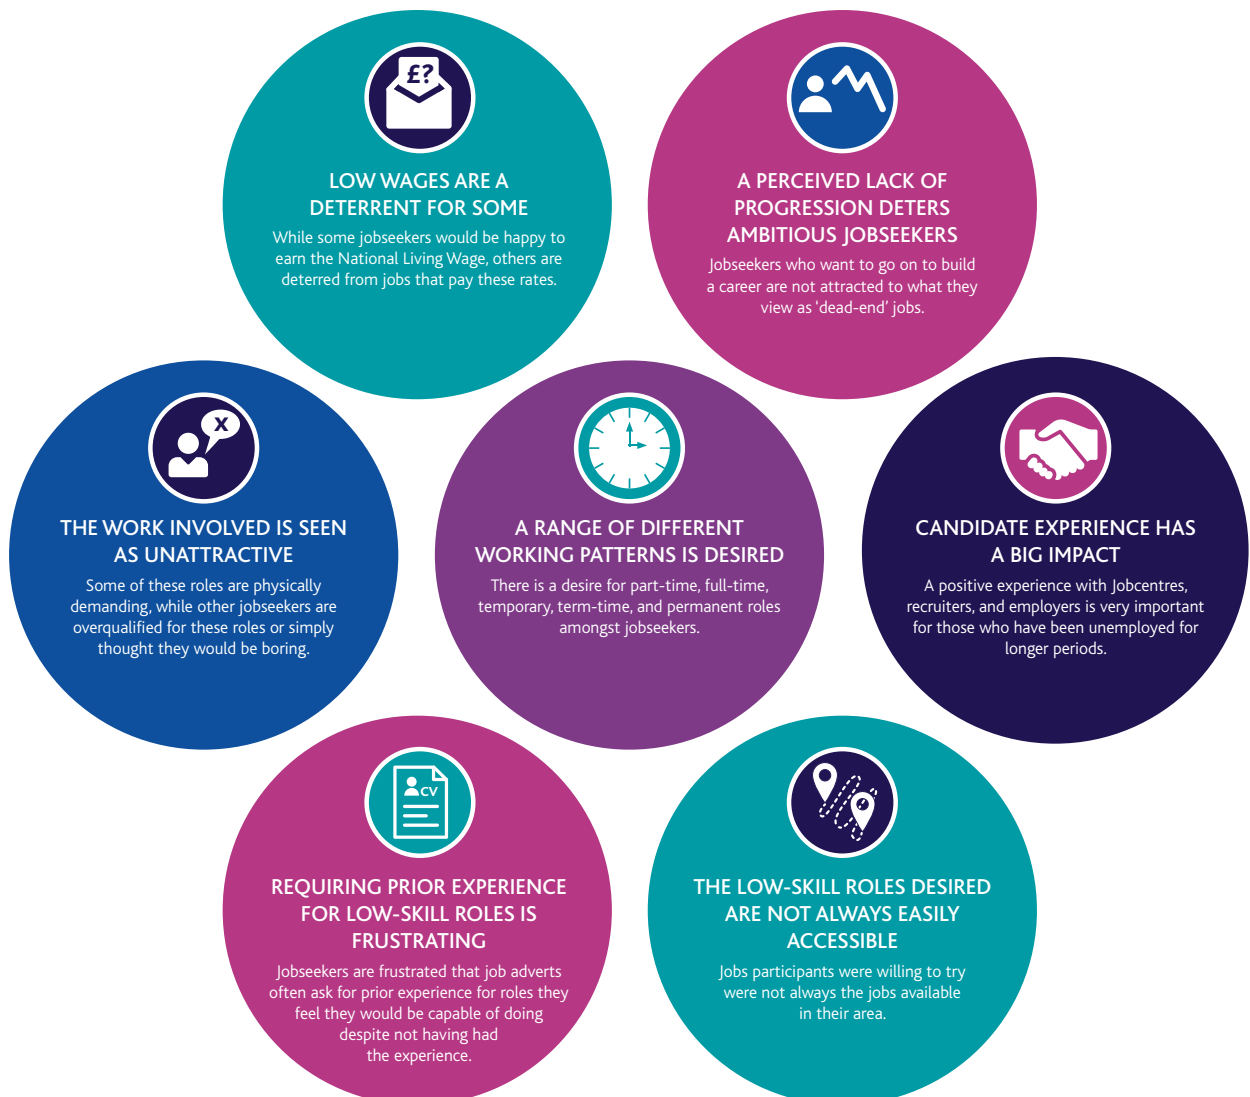 £?
LOW WAGES ARE A
DETERRENT FOR SOME
While some jobseekers would be happy to
earn the National Living Wage, others are
deterred from jobs that pay these rates.
A PERCEIVED LACK OF
PROGRESSION DETERS
AMBITIOUS JOBSEEKERS
Jobseekers who want to go on to build
a career are not attracted to what they
view as ‘dead-end’ jobs.
X
THE WORK INVOLVED IS SEEN
AS UNATTRACTIVE
Some of these roles are physically
demanding, while other jobseekers are
overqualified for these roles or simply
thought they would be boring.
A RANGE OF DIFFERENT
WORKING PATTERNS IS DESIRED
There is a desire for part-time, full-time,
temporary, term-time, and permanent roles
amongst jobseekers.
CANDIDATE EXPERIENCE HAS
A BIG IMPACT
A positive experience with Jobcentres,
recruiters, and employers is very important
for those who have been unemployed for
longer periods.
CV
REQUIRING PRIOR EXPERIENCE
FOR LOW-SKILL ROLES IS
FRUSTRATING
Jobseekers are frustrated that job adverts
often ask for prior experience for roles they
feel they would be capable of doing
despite not having had
the experience.
THE LOW-SKILL ROLES DESIRED
ARE NOT ALWAYS EASILY
ACCESSIBLE
Jobs participants were willing to try
were not always the jobs available
in their area.